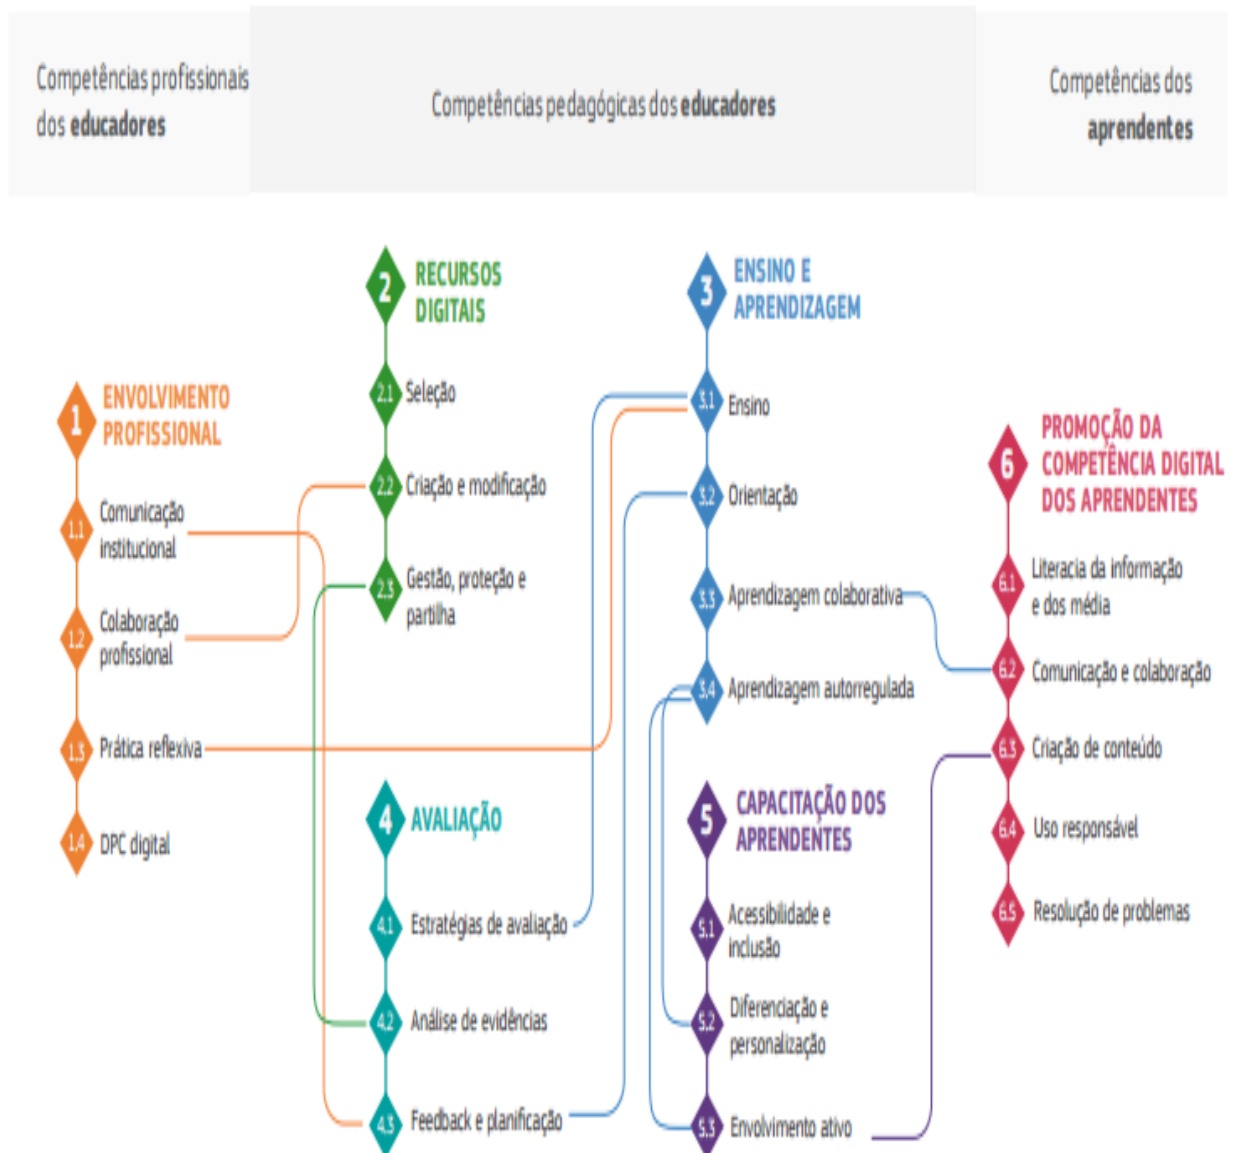 Competências profissionais
dos educadores
Competências pedagógicas dos educadores
Competências dos
aprendentes
1
ENVOLVIMENTO
PROFISSIONAL
1.1
Comunicação
institucional
1.2
Colaboração
profissional
1.3
Prática reflexiva
1.4
DPC digital
2
RECURSOS
DIGITAIS
2.1
Seleção
2.2
Criação e modificação
2.3
Gestão, proteção e
partilha
4
AVALIAÇÃO
4.1
Estratégias de avaliação
4.2
Análise de evidências
4.3
Feedback e planificação
3
ENSINO E
APRENDIZAGEM
3.1
Ensino
3.2
Orientação
3.3
Aprendizagem colaborativa
3.4
Aprendizagem autorregulada
5
CAPACITAÇÃO DOS
APRENDENTES
5.1
Acessibilidade e
inclusão
5.2
Diferenciação e
personalização
5.3
Envolvimento ativo
6
PROMOÇÃO DA
COMPETÊNCIA DIGITAL
DOS APRENDENTES
6.1
Literacia da informação
e dos média
6.2
Comunicação e colaboração
6.3
Criação de conteúdo
6.4
Uso responsável
6.5
Resolução de problemas